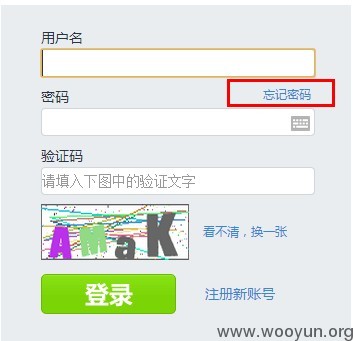 用户名
密码 忘记密码
验证码
请填入下图中的验证文字
AMaK 看不清，换一张
登录 注册新账号
www.wooyun.org